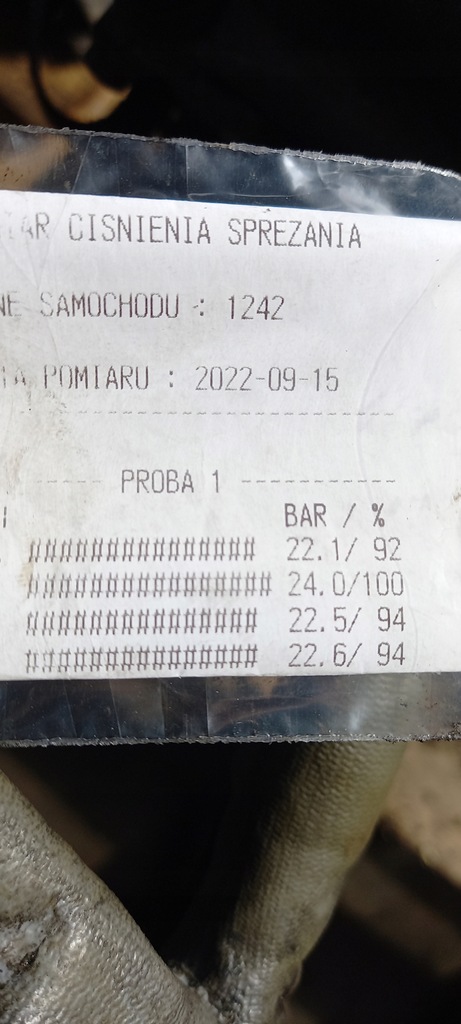 CISNIENIA SPREZANIA
SAMOCHODU : 1242
POMIARU : 2022-09-15
-----------------------------
----- PROBA 1 -----------
BAR / %
############### 22.1/ 92
################ 24.0/100
############### 22.5/ 94
############### 22.6/ 94